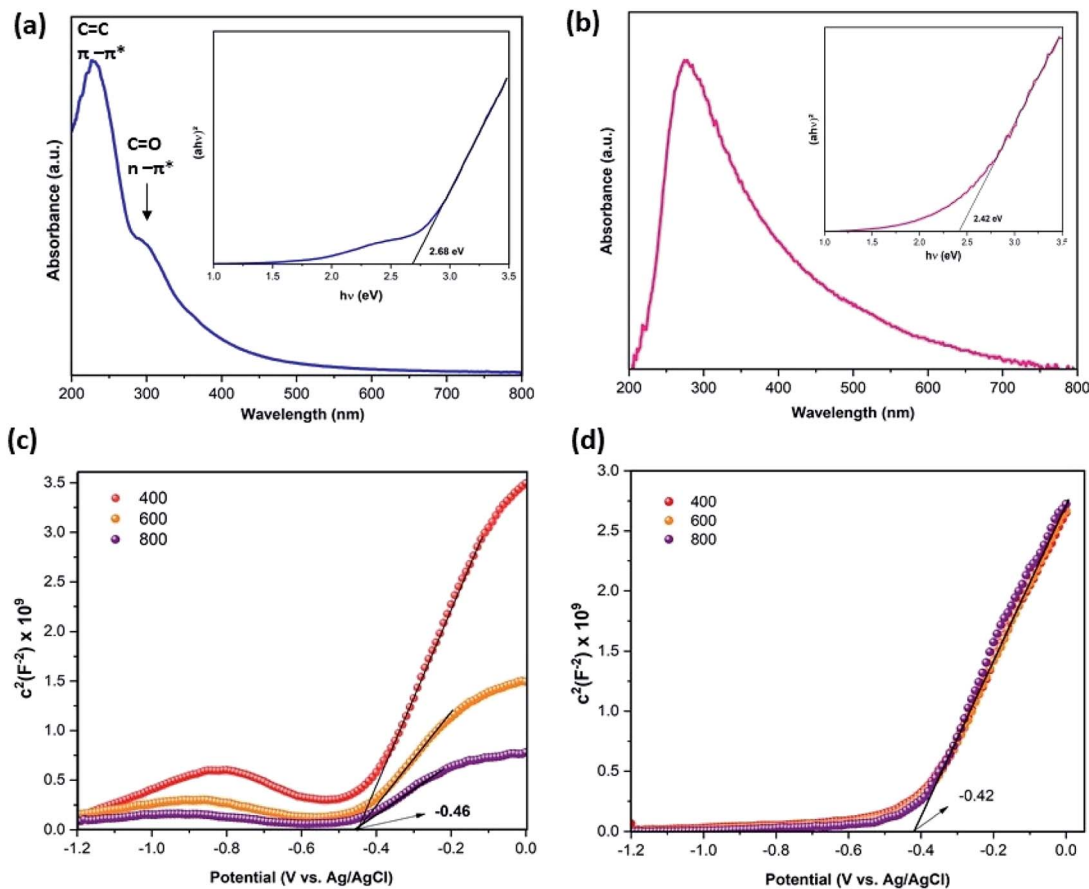 (a)
C=C
π –π*
C=O
n –π*
Absorbance (a.u.)
200 300 400 500 600 700 800
Wavelength (nm)
(ahν)²
2.68 eV
1.0 1.5 2.0 2.5 3.0 3.5
hν (eV)
(b)
Absorbance (a.u.)
200 300 400 500 600 700 800
Wavelength (nm)
(ahν)²
2.42 eV
1.0 1.5 2.0 2.5 3.0 3.5
hν (eV)
(c)
3.5
3.0
2.5
2.0
1.5
1.0
0.5
0.0
c²(F⁻²) x 10⁹
400
600
800
-0.46
-1.2 -1.0 -0.8 -0.6 -0.4 -0.2 0.0
Potential (V vs. Ag/AgCl)
(d)
3.0
2.5
2.0
1.5
1.0
0.5
0.0
c²(F⁻²) x 10⁹
400
600
800
-0.42
-1.2 -1.0 -0.8 -0.6 -0.4 -0.2 0.0
Potential (V vs. Ag/AgCl)